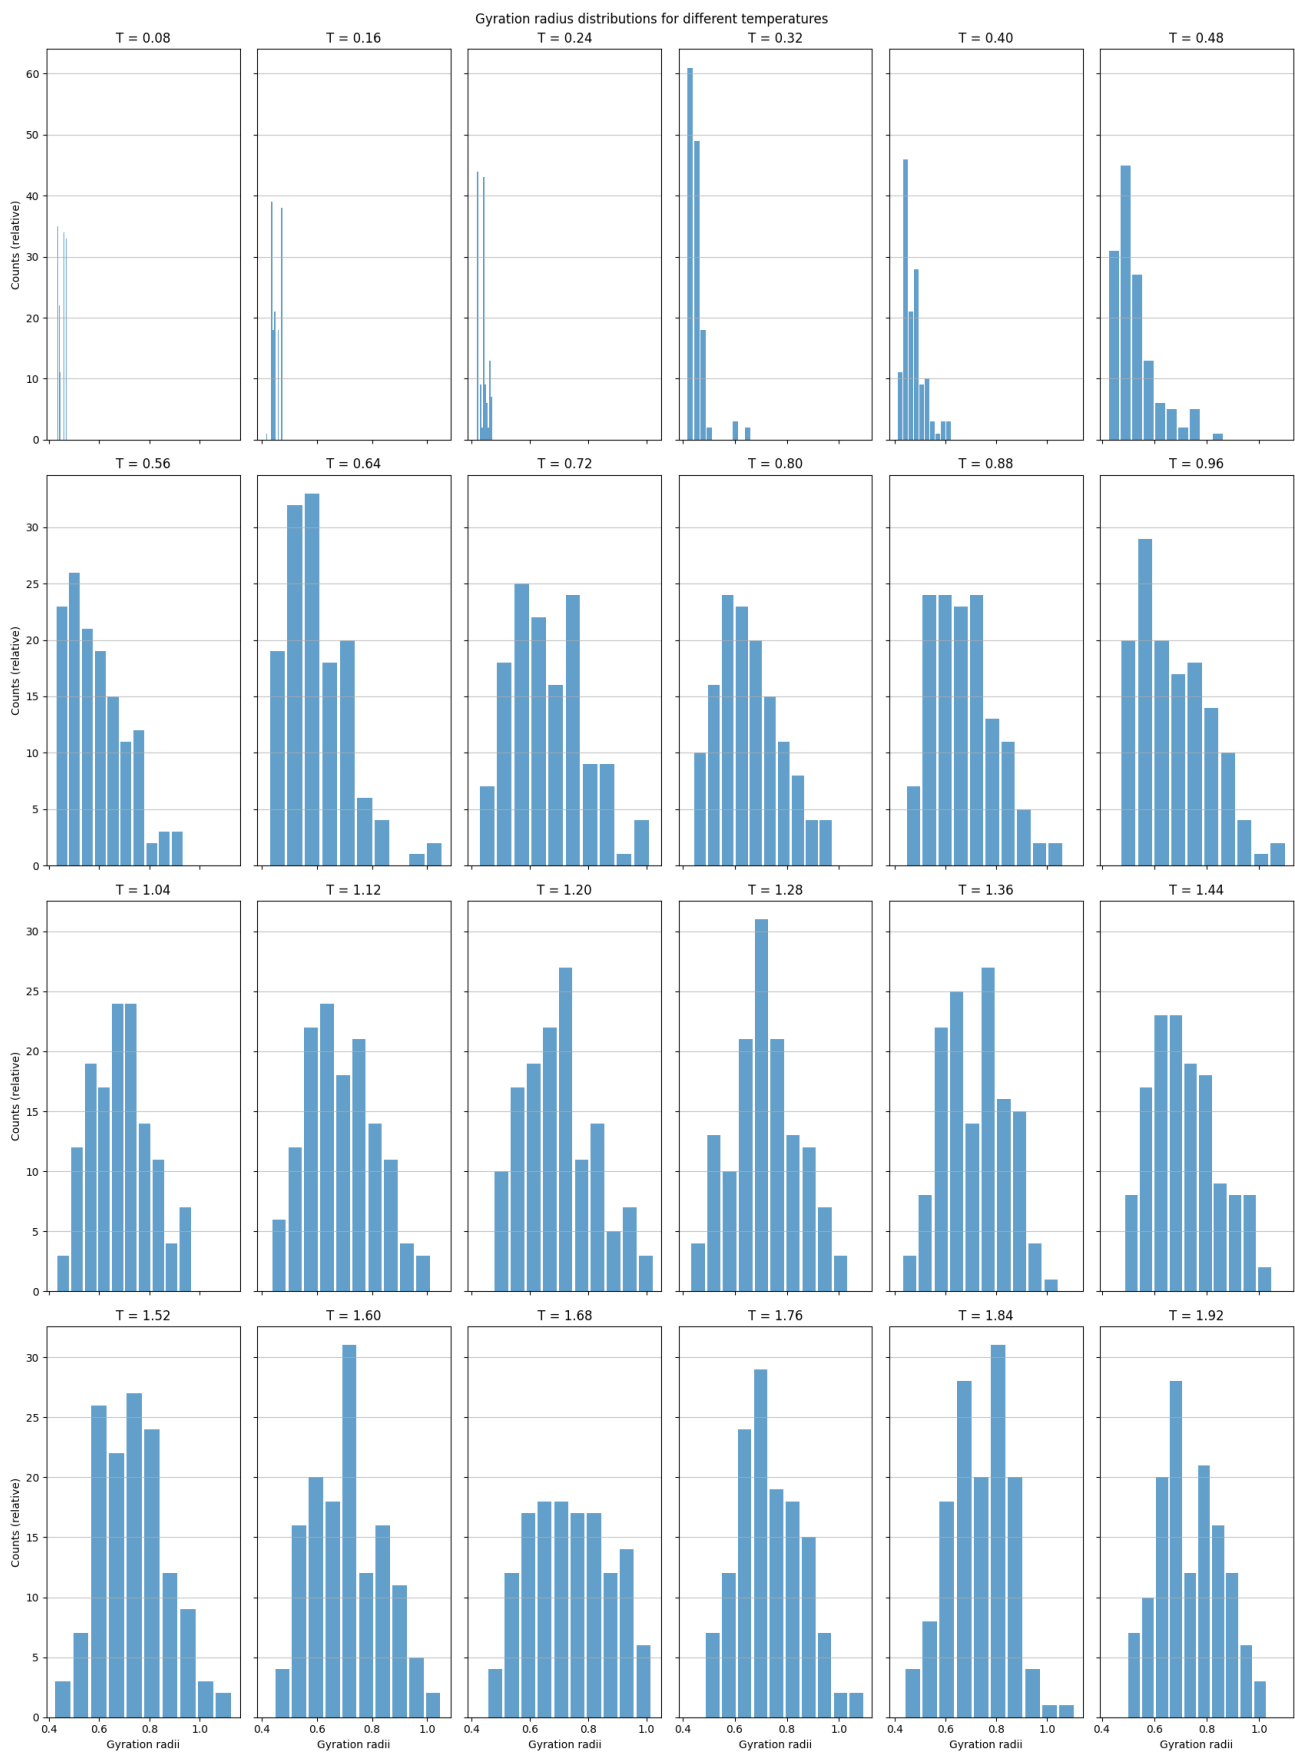 Gyration radius distributions for different temperatures
T = 0.08 T = 0.16 T = 0.24 T = 0.32 T = 0.40 T = 0.48
60
50
40
30
20
10
0
Counts (relative)
T = 0.56 T = 0.64 T = 0.72 T = 0.80 T = 0.88 T = 0.96
30
25
20
15
10
5
0
Counts (relative)
T = 1.04 T = 1.12 T = 1.20 T = 1.28 T = 1.36 T = 1.44
30
25
20
15
10
5
0
Counts (relative)
T = 1.52 T = 1.60 T = 1.68 T = 1.76 T = 1.84 T = 1.92
30
25
20
15
10
5
0
Counts (relative)
0.4 0.6 0.8 1.0 0.4 0.6 0.8 1.0 0.4 0.6 0.8 1.0 0.4 0.6 0.8 1.0 0.4 0.6 0.8 1.0 0.4 0.6 0.8 1.0
Gyration radii Gyration radii Gyration radii Gyration radii Gyration radii Gyration radii